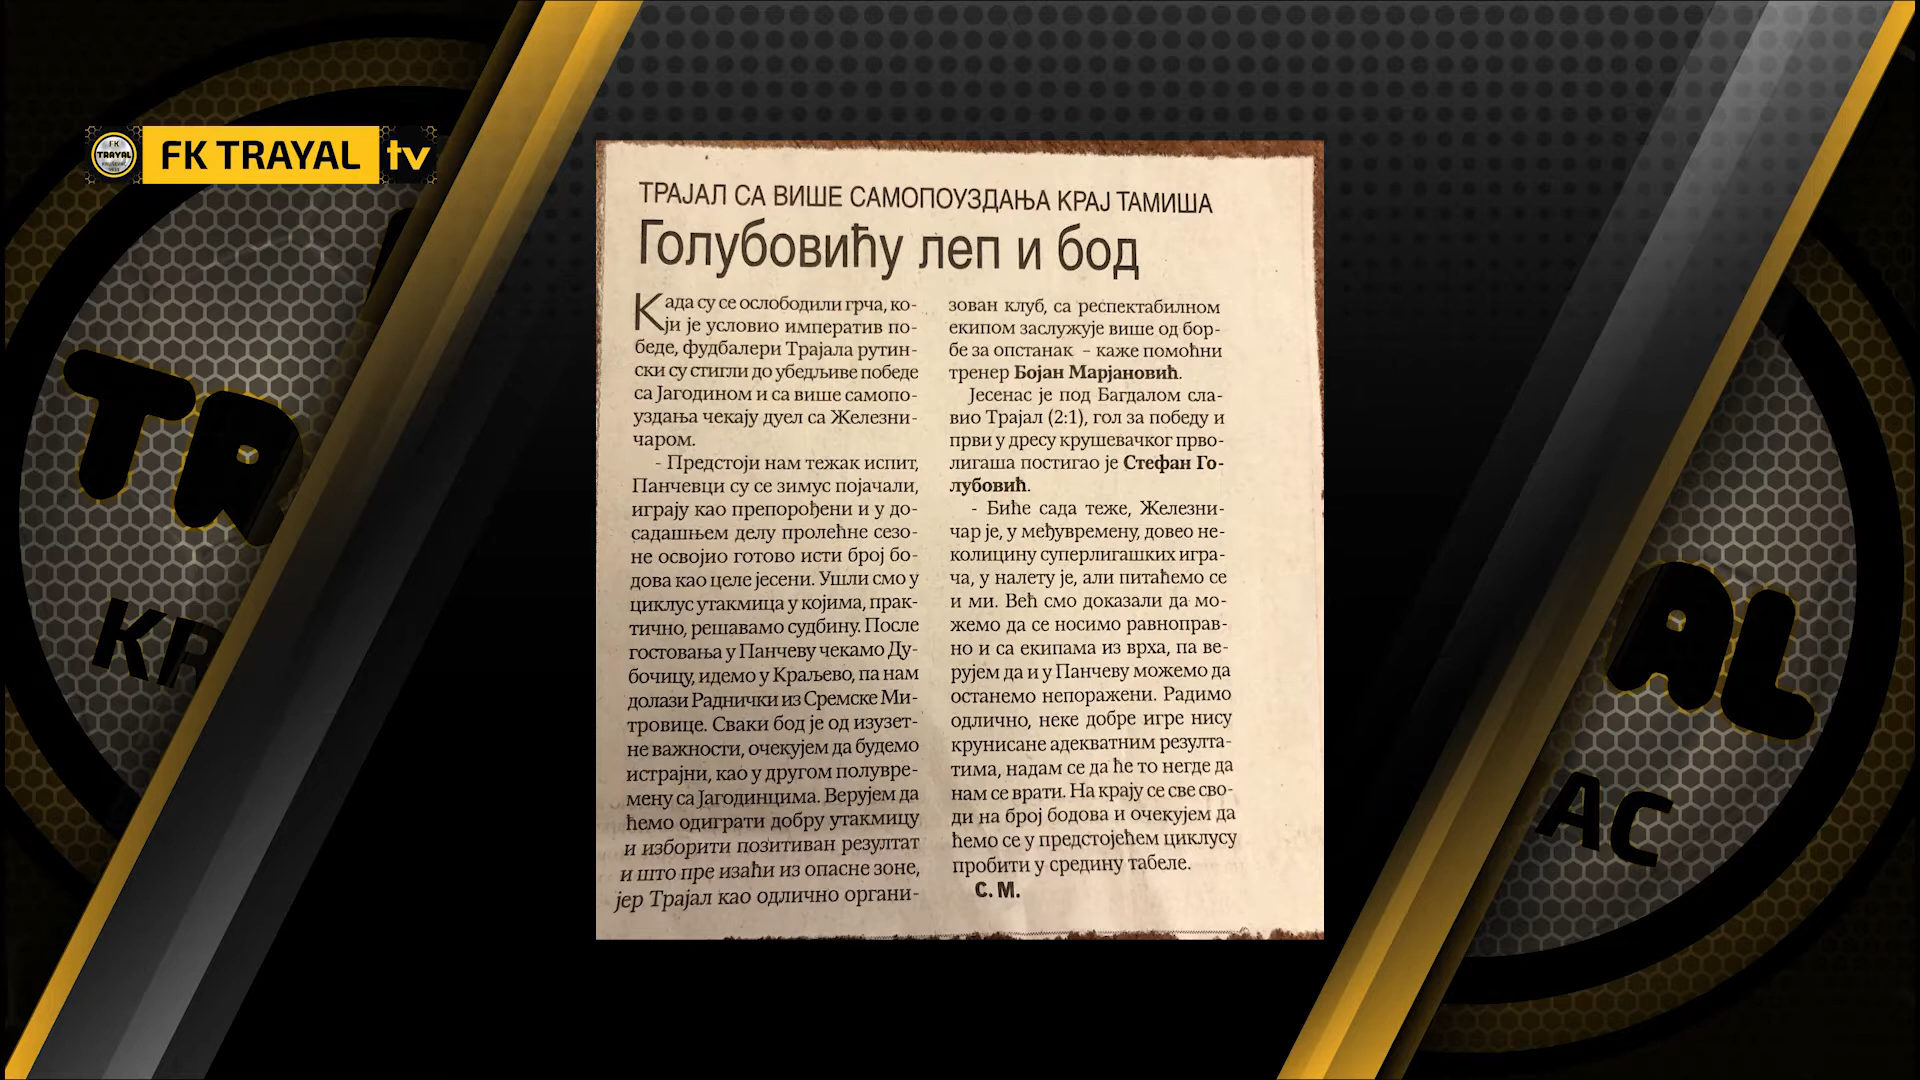 FK TRAYAL tv
FK
TRAYAL
ТРАЈАЛ СА ВИШЕ САМОПОУЗДАЊА КРАЈ ТАМИША
Голубовићу леп и бод
Када су се ослободили грча, ко-
ји је условио императив по-
беде, фудбалери Трајала рутин-
ски су стигли до убедљиве победе
са Јагодином и са више самопо-
уздања чекају дуел са Железни-
чаром.
- Предстоји нам тежак испит,
Панчевци су се зимус појачали,
играју као препорођени и у до-
садашњем делу пролећне сезо-
не освојио готово исти број бо-
дова као целе јесени. Ушли смо у
циклус утакмица у којима, прак-
тично, решавамо судбину. После
гостовања у Панчеву чекамо Ду-
бочицу, идемо у Краљево, па нам
долази Раднички из Сремске Ми-
тровице. Сваки бод је од изузет-
не важности, очекујем да будемо
истрајни, као у другом полувре-
мену са Јагодинцима. Верујем да
ћемо одиграти добру утакмицу
и изборити позитиван резултат
и што пре изаћи из опасне зоне,
јер Трајал као одлично органи-
зован клуб, са респектабилном
екипом заслужује више од бор-
бе за опстанак – каже помоћни
тренер Бојан Марјановић.
Јесенас је под Багдалом сла-
вио Трајал (2:1), гол за победу и
први у дресу крушевачког прво-
лигаша постигао је Стефан Го-
лубовић.
- Биће сада теже, Железни-
чар је, у међувремену, довео не-
колицину суперлигашких игра-
ча, у налету је, али питаћемо се
и ми. Већ смо доказали да мо-
жемо да се носимо равноправ-
но и са екипама из врха, па ве-
рујем да и у Панчеву можемо да
останемо непоражени. Радимо
одлично, неке добре игре нису
крунисане адекватним резулта-
тима, надам се да ће то негде да
нам се врати. На крају се све сво-
ди на број бодова и очекујем да
ћемо се у предстојећем циклусу
пробити у средину табеле.
С. М.
TRA
KR
AL
AC